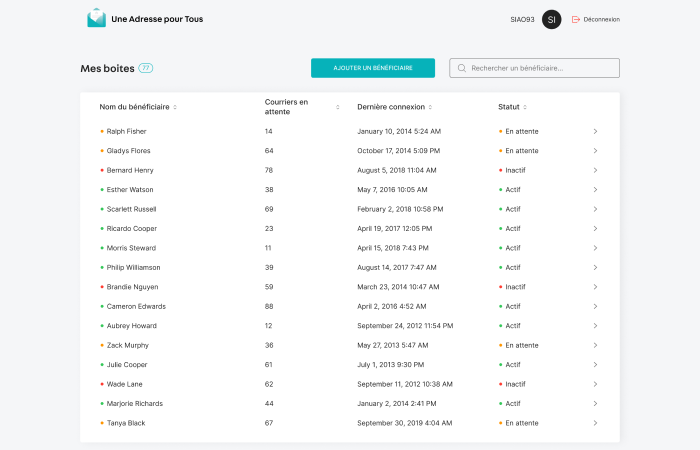 Une Adresse pour Tous
SIAO93 SI Déconnexion
Mes boites 77 AJOUTER UN BÉNÉFICIAIRE Rechercher un bénéficiaire...
Nom du bénéficiaire Courriers en attente Dernière connexion Statut
Ralph Fisher 14 January 10, 2014 5:24 AM En attente
Gladys Flores 64 October 17, 2014 5:09 PM En attente
Bernard Henry 78 August 5, 2018 11:04 AM Inactif
Esther Watson 38 May 7, 2016 10:05 AM Actif
Scarlett Russell 69 February 2, 2018 10:58 PM Actif
Ricardo Cooper 23 April 19, 2017 12:05 PM Actif
Morris Steward 11 April 15, 2018 7:43 PM Actif
Philip Williamson 39 August 14, 2017 7:47 AM Actif
Brandie Nguyen 59 March 23, 2014 10:47 AM Inactif
Cameron Edwards 88 April 2, 2016 4:52 AM Actif
Aubrey Howard 12 September 24, 2012 11:54 PM Actif
Zack Murphy 36 May 27, 2013 5:47 AM En attente
Julie Cooper 61 July 1, 2013 9:30 PM Actif
Wade Lane 62 September 11, 2012 10:38 AM Inactif
Marjorie Richards 44 January 2, 2014 2:41 PM Actif
Tanya Black 67 September 30, 2019 4:04 AM En attente